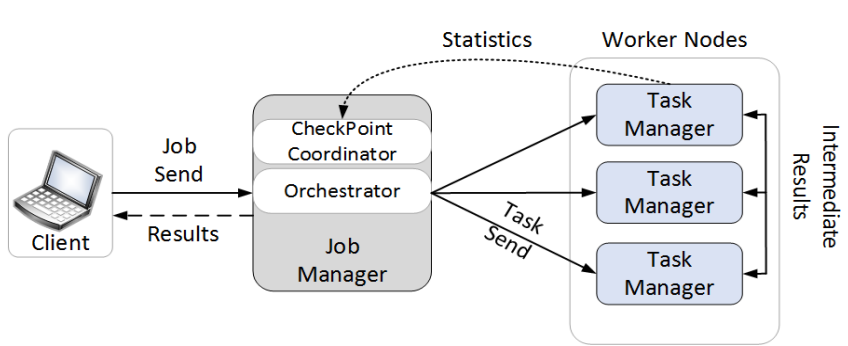 Statistics
Worker Nodes
CheckPoint
Coordinator
Orchestrator
Job
Manager
Job
Send
Results
Client
Task
Send
Task
Manager
Task
Manager
Task
Manager
Intermediate
Results